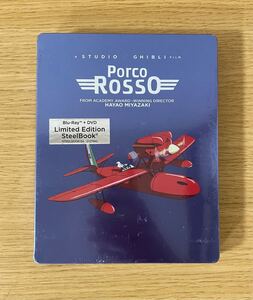 A STUDIO GHIBLI FILM
Porco
ROSSO
FROM ACADEMY AWARD®-WINNING DIRECTOR
HAYAO MIYAZAKI
Blu-Ray™ + DVD
Limited Edition
SteelBook®